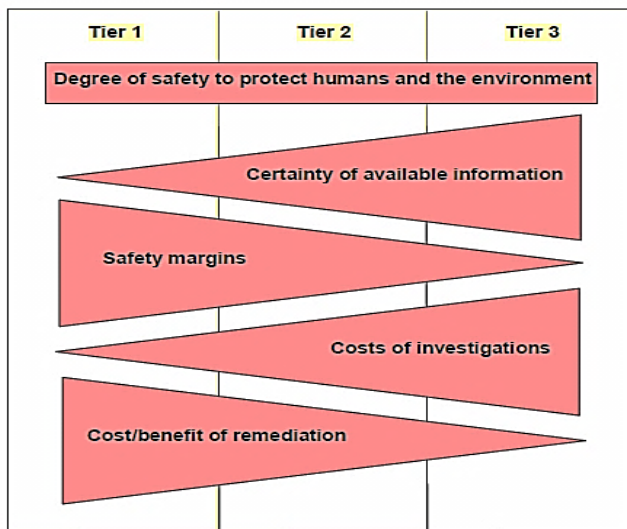 Tier 1 Tier 2 Tier 3
Degree of safety to protect humans and the environment
Certainty of available information
Safety margins
Costs of investigations
Cost/benefit of remediation